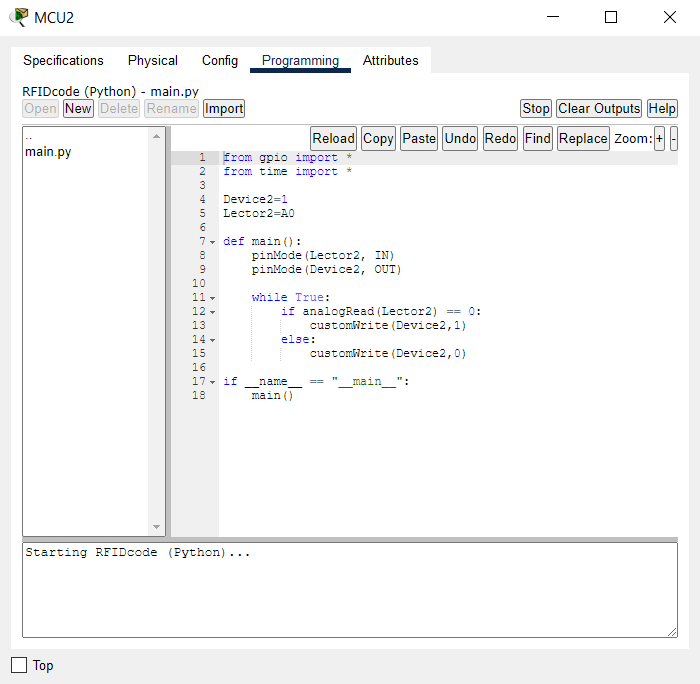 MCU2
Specifications Physical Config Programming Attributes
RFIDcode (Python) - main.py
Open New Delete Rename Import Stop Clear Outputs Help
Reload Copy Paste Undo Redo Find Replace Zoom: + -
..
main.py
1 from gpio import *
2 from time import *
3
4 Device2=1
5 Lector2=A0
6
7 def main():
8     pinMode(Lector2, IN)
9     pinMode(Device2, OUT)
10
11     while True:
12         if analogRead(Lector2) == 0:
13             customWrite(Device2,1)
14         else:
15             customWrite(Device2,0)
16
17 if __name__ == "__main__":
18     main()
Starting RFIDcode (Python)...
Top